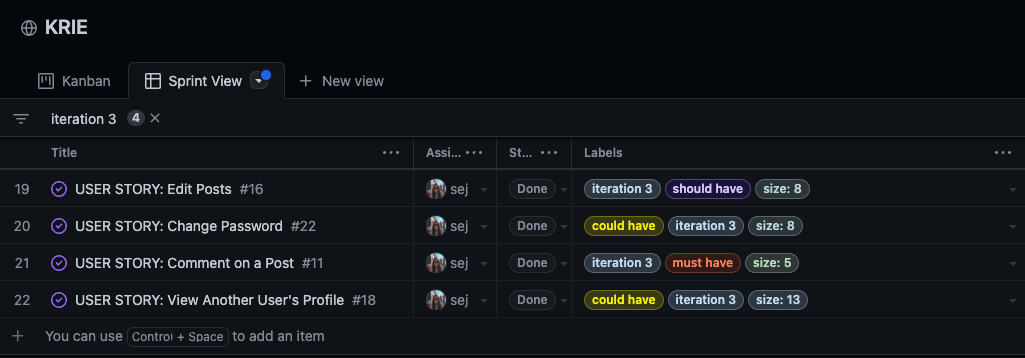 KRIE
Kanban Sprint View New view
iteration 3 4
Title Assi... St... Labels
19 USER STORY: Edit Posts #16 sej Done iteration 3 should have size: 8
20 USER STORY: Change Password #22 sej Done could have iteration 3 size: 8
21 USER STORY: Comment on a Post #11 sej Done iteration 3 must have size: 5
22 USER STORY: View Another User's Profile #18 sej Done could have iteration 3 size: 13
You can use Control + Space to add an item